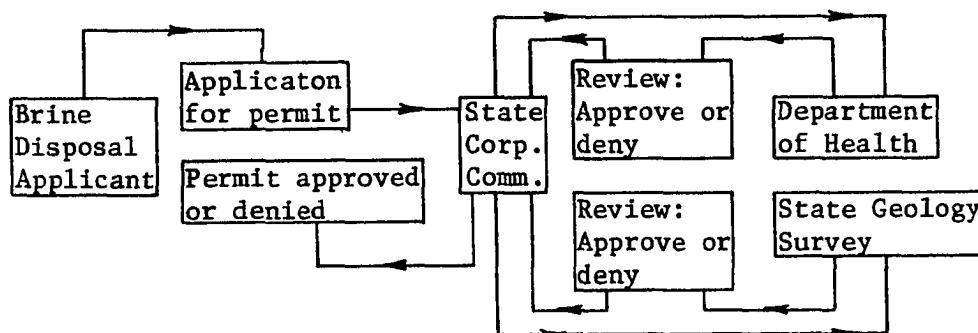 Brine
Disposal
Applicant
Applicaton
for permit
Permit approved
or denied
State
Corp.
Comm.
Review:
Approve or
deny
Department
of Health
Review:
Approve or
deny
State Geology
Survey